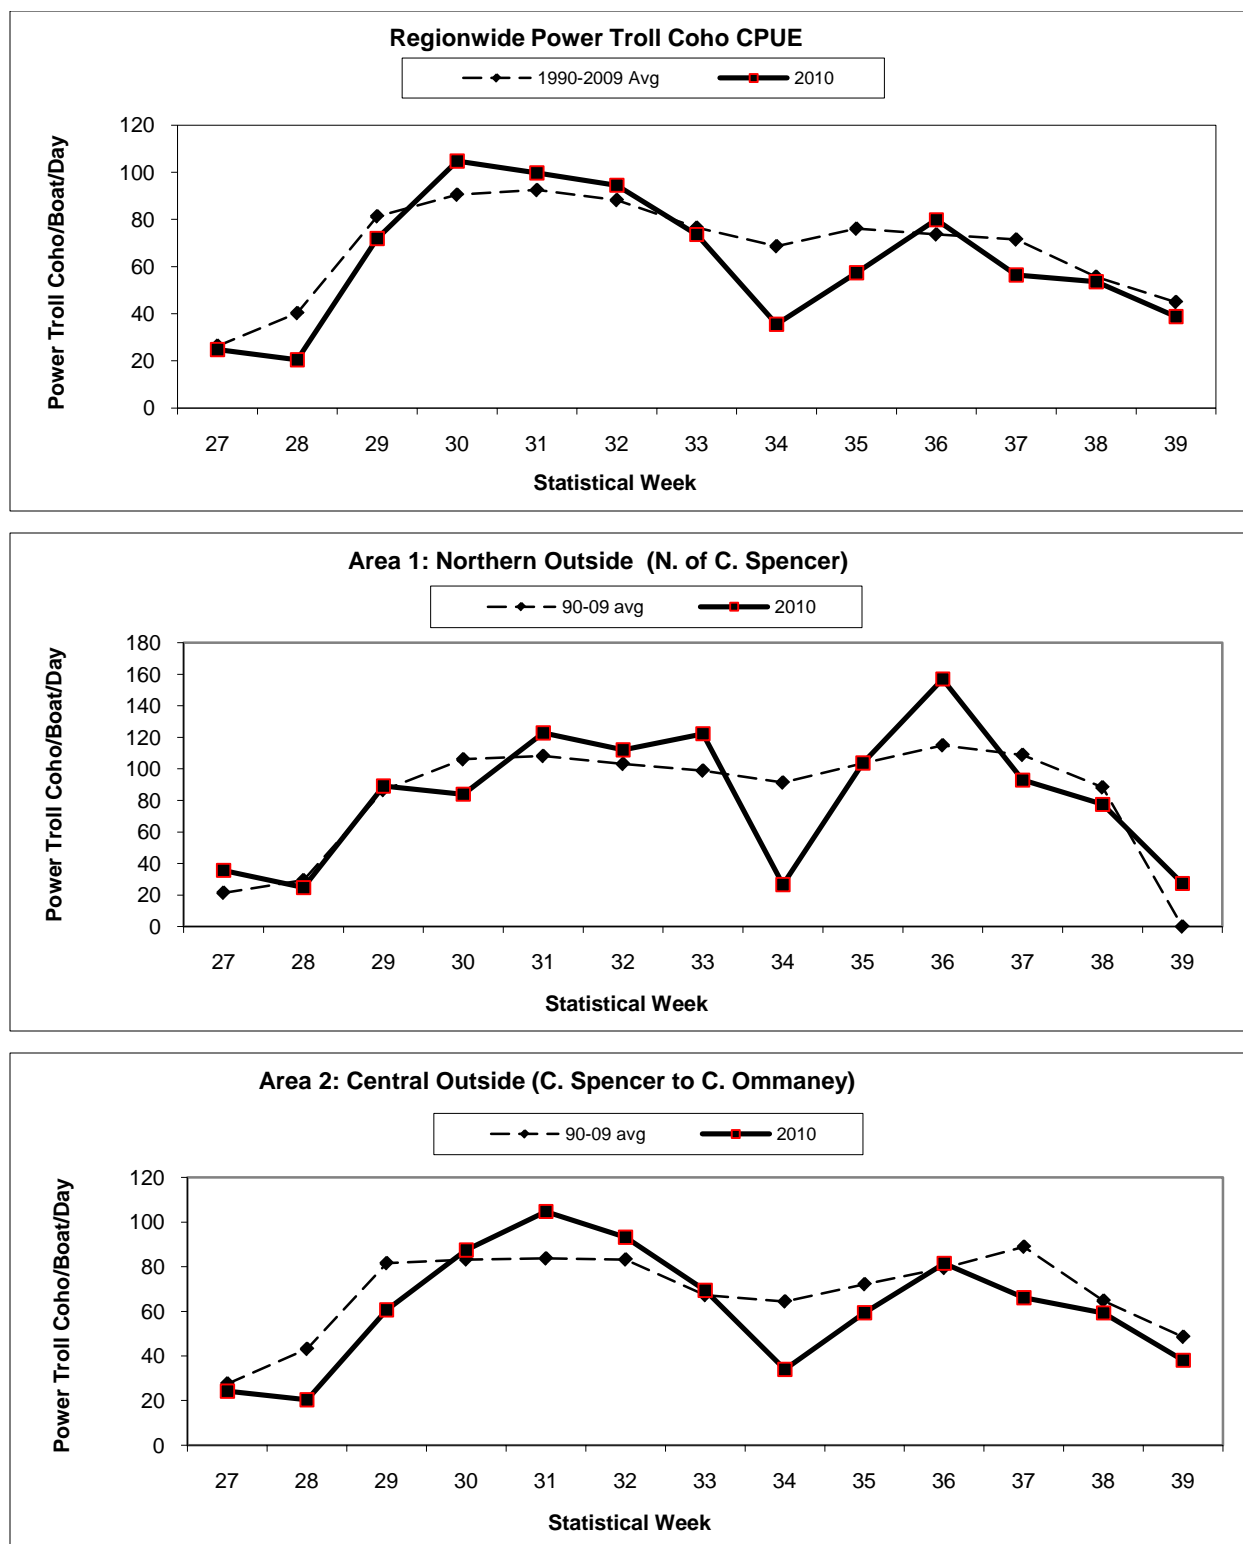 Regionwide Power Troll Coho CPUE
1990-2009 Avg 2010
Power Troll Coho/Boat/Day
120
100
80
60
40
20
0
27 28 29 30 31 32 33 34 35 36 37 38 39
Statistical Week
Area 1: Northern Outside (N. of C. Spencer)
90-09 avg 2010
Power Troll Coho/Boat/Day
180
160
140
120
100
80
60
40
20
0
27 28 29 30 31 32 33 34 35 36 37 38 39
Statistical Week
Area 2: Central Outside (C. Spencer to C. Ommaney)
90-09 avg 2010
Power Troll Coho/Boat/Day
120
100
80
60
40
20
0
27 28 29 30 31 32 33 34 35 36 37 38 39
Statistical Week